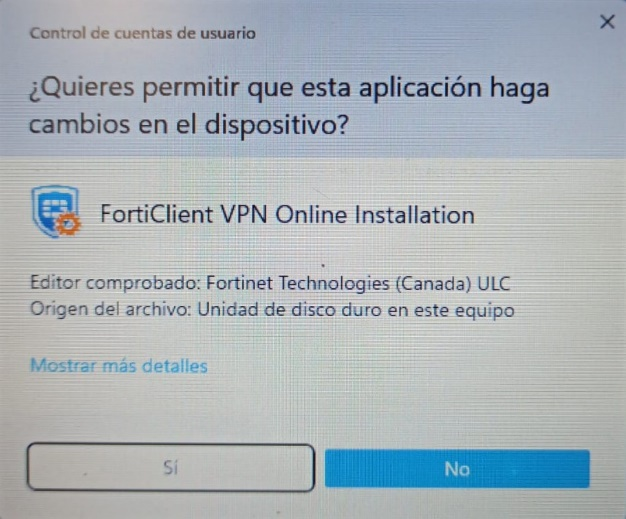 Control de cuentas de usuario
¿Quieres permitir que esta aplicación haga
cambios en el dispositivo?
FortiClient VPN Online Installation
Editor comprobado: Fortinet Technologies (Canada) ULC
Origen del archivo: Unidad de disco duro en este equipo
Mostrar más detalles
Sí
No